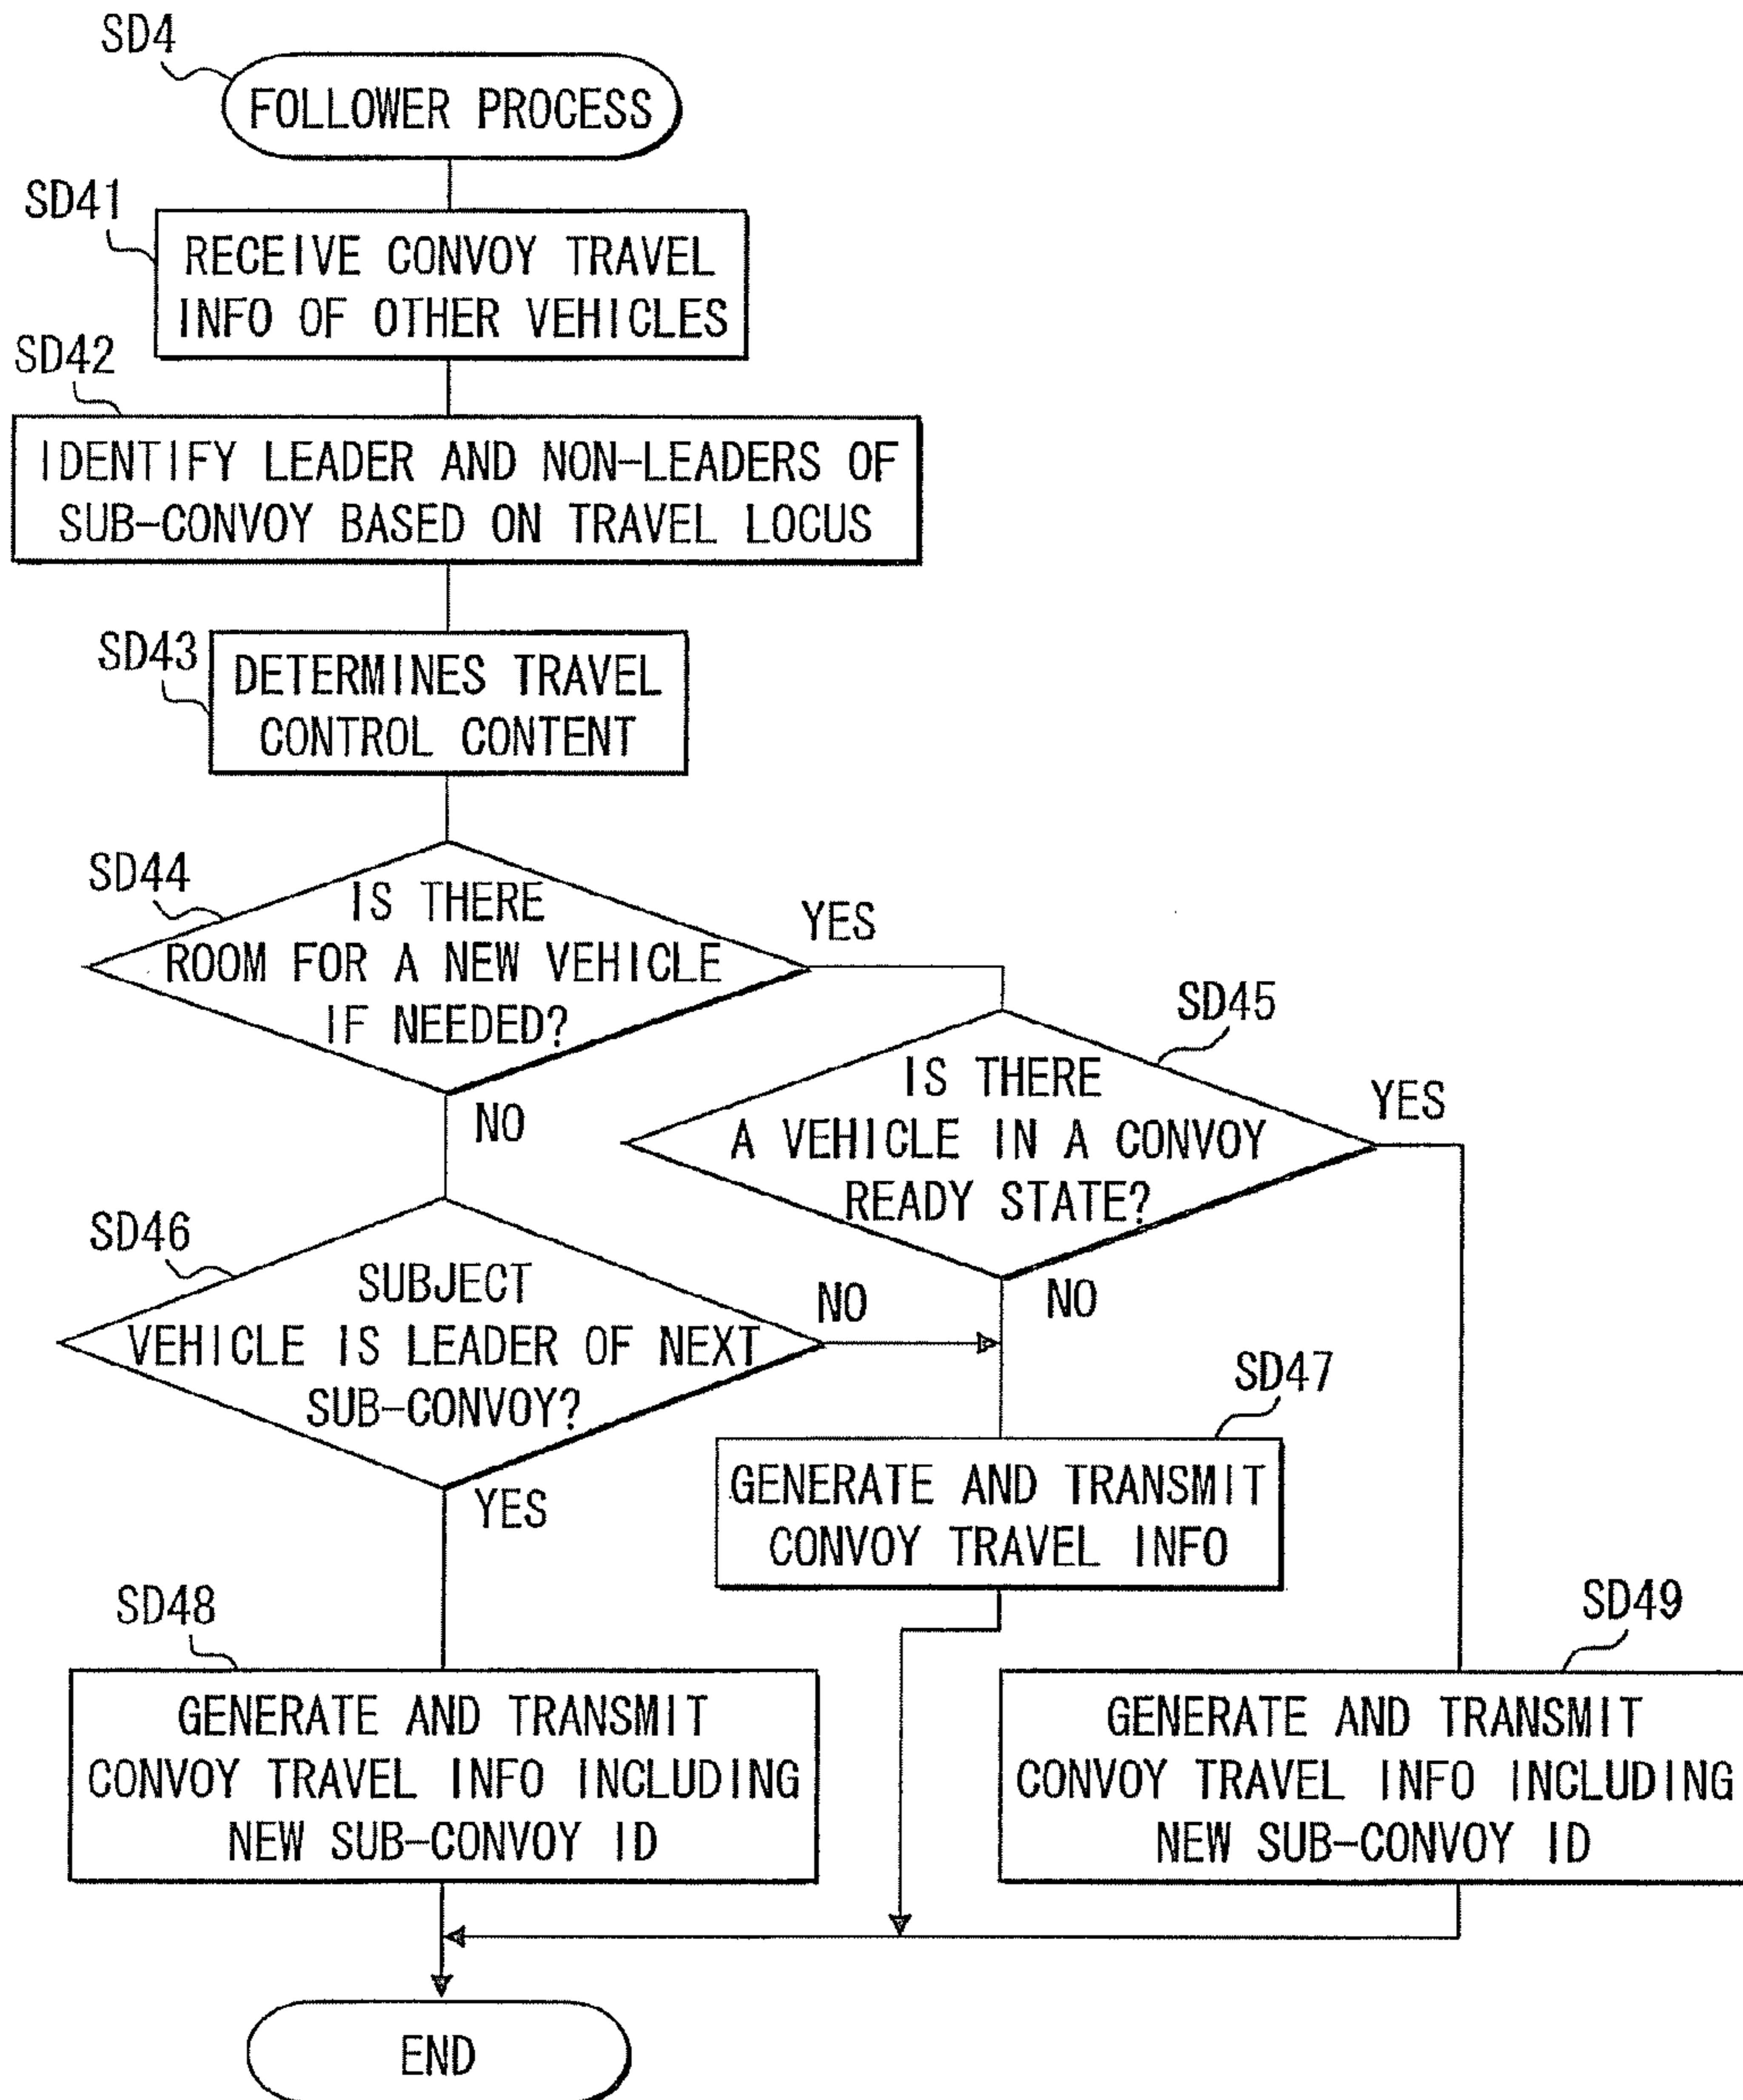 SD4
FOLLOWER PROCESS
SD41
RECEIVE CONVOY TRAVEL
INFO OF OTHER VEHICLES
SD42
IDENTIFY LEADER AND NON-LEADERS OF
SUB-CONVOY BASED ON TRAVEL LOCUS
SD43
DETERMINES TRAVEL
CONTROL CONTENT
SD44
IS THERE
ROOM FOR A NEW VEHICLE
IF NEEDED?
YES
NO
SD45
IS THERE
A VEHICLE IN A CONVOY
READY STATE?
YES
NO
SD46
SUBJECT
VEHICLE IS LEADER OF NEXT
SUB-CONVOY?
NO
YES
SD47
GENERATE AND TRANSMIT
CONVOY TRAVEL INFO
SD48
GENERATE AND TRANSMIT
CONVOY TRAVEL INFO INCLUDING
NEW SUB-CONVOY ID
SD49
GENERATE AND TRANSMIT
CONVOY TRAVEL INFO INCLUDING
NEW SUB-CONVOY ID
END